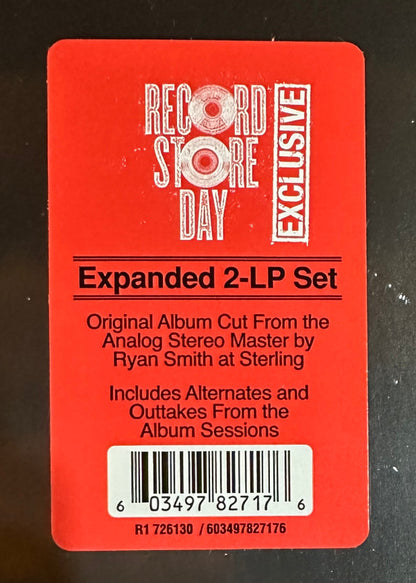 RECORD
STORE
DAY
EXCLUSIVE
Expanded 2-LP Set
Original Album Cut From the
Analog Stereo Master by
Ryan Smith at Sterling
Includes Alternates and
Outtakes From the
Album Sessions
6 03497 82717 6
R1 726130 / 603497827176